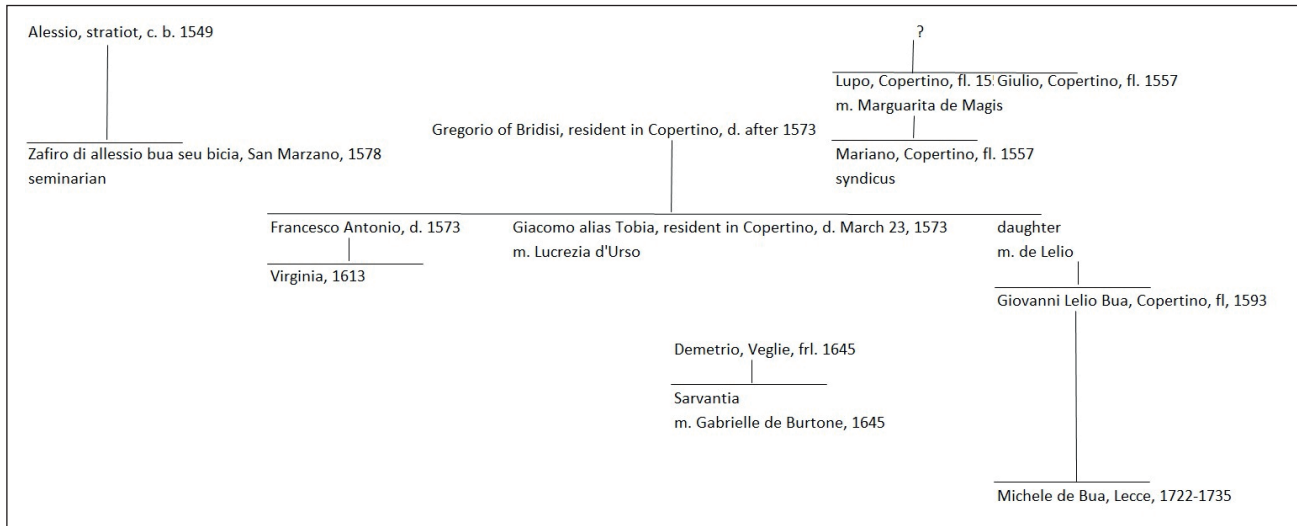 Alessio, stratiot, c. b. 1549
?
Lupo, Copertino, fl. 15 Giulio, Copertino, fl. 1557
m. Marguarita de Magis
Gregorio of Bridisi, resident in Copertino, d. after 1573
Zafiro di allessio bua seu bicia, San Marzano, 1578
seminarian
Mariano, Copertino, fl. 1557
syndicus
Francesco Antonio, d. 1573
Giacomo alias Tobia, resident in Copertino, d. March 23, 1573
m. Lucrezia d'Urso
daughter
m. de Lelio
Virginia, 1613
Giovanni Lelio Bua, Copertino, fl, 1593
Demetrio, Veglie, frl. 1645
Sarvantia
m. Gabrielle de Burtone, 1645
Michele de Bua, Lecce, 1722-1735